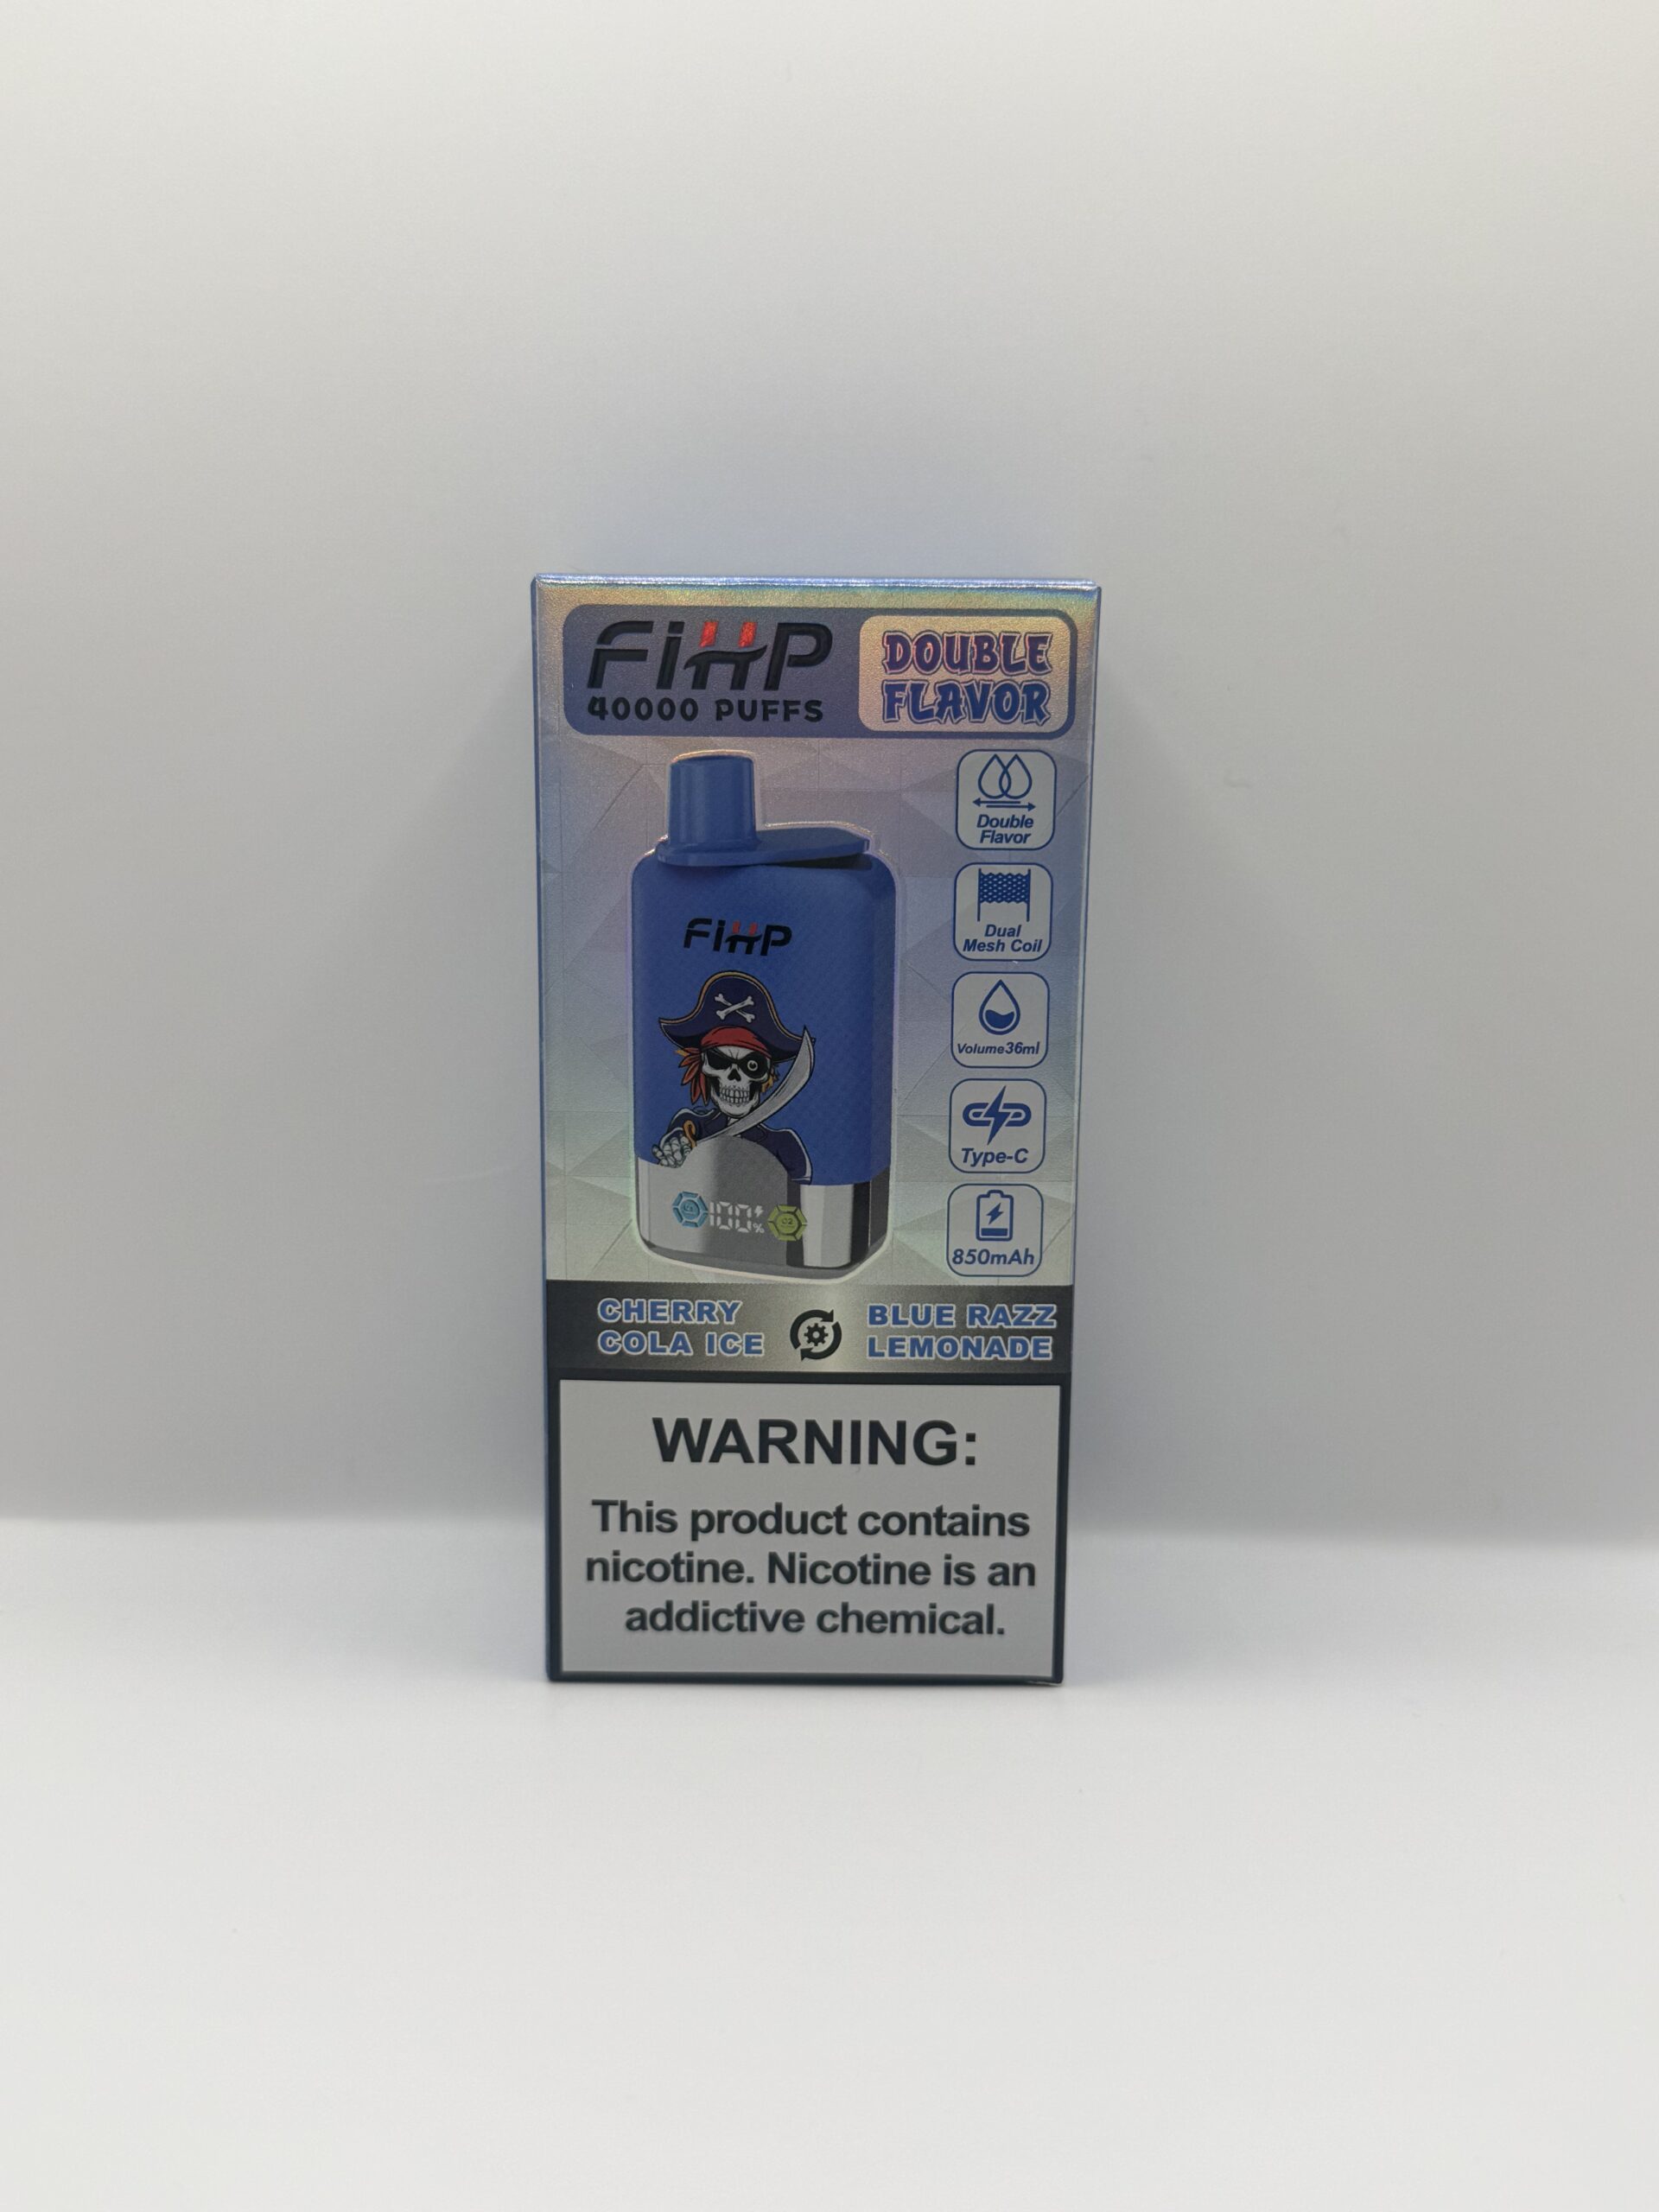 FiHP
40000 PUFFS
DOUBLE
FLAVOR
Double
Flavor
FiHP
Dual
Mesh Coil
Volume36ml
Type-C
100%
850mAh
CHERRY
COLA ICE
BLUE RAZZ
LEMONADE
WARNING:
This product contains
nicotine. Nicotine is an
addictive chemical.